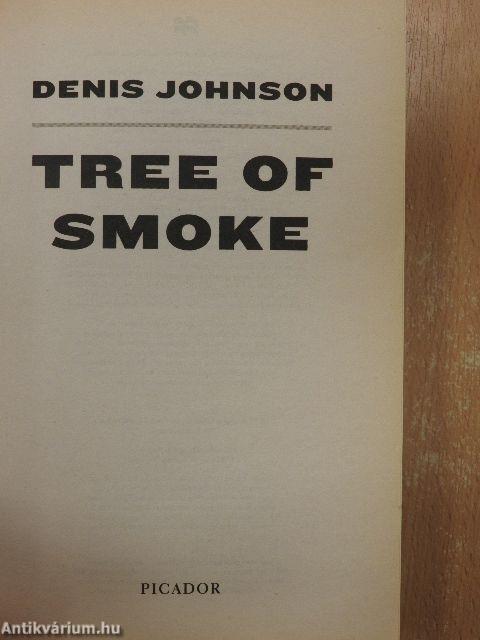 DENIS JOHNSON
TREE OF
SMOKE
PICADOR
Antikvárium.hu